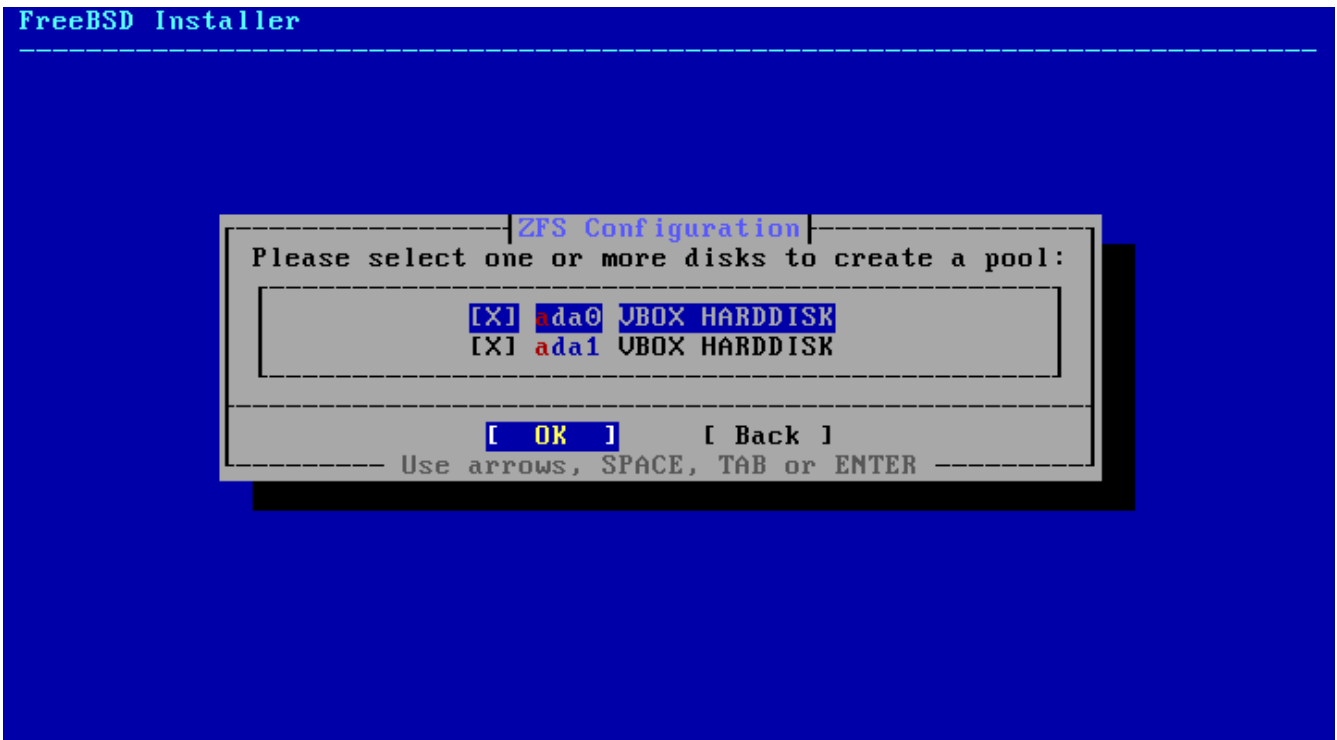 FreeBSD Installer
ZFS Configuration
Please select one or more disks to create a pool:
[X] ada0 VBOX HARDDISK
[X] ada1 VBOX HARDDISK
[ OK ] [ Back ]
Use arrows, SPACE, TAB or ENTER